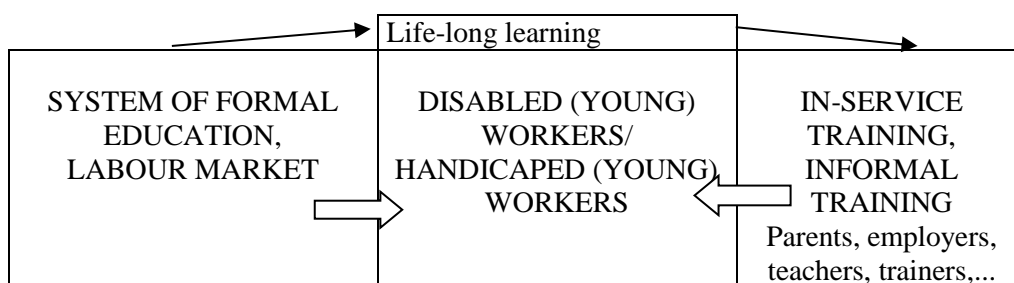 Life-long learning
SYSTEM OF FORMAL
EDUCATION,
LABOUR MARKET
DISABLED (YOUNG)
WORKERS/
HANDICAPED (YOUNG)
WORKERS
IN-SERVICE
TRAINING,
INFORMAL
TRAINING
Parents, employers,
teachers, trainers,...